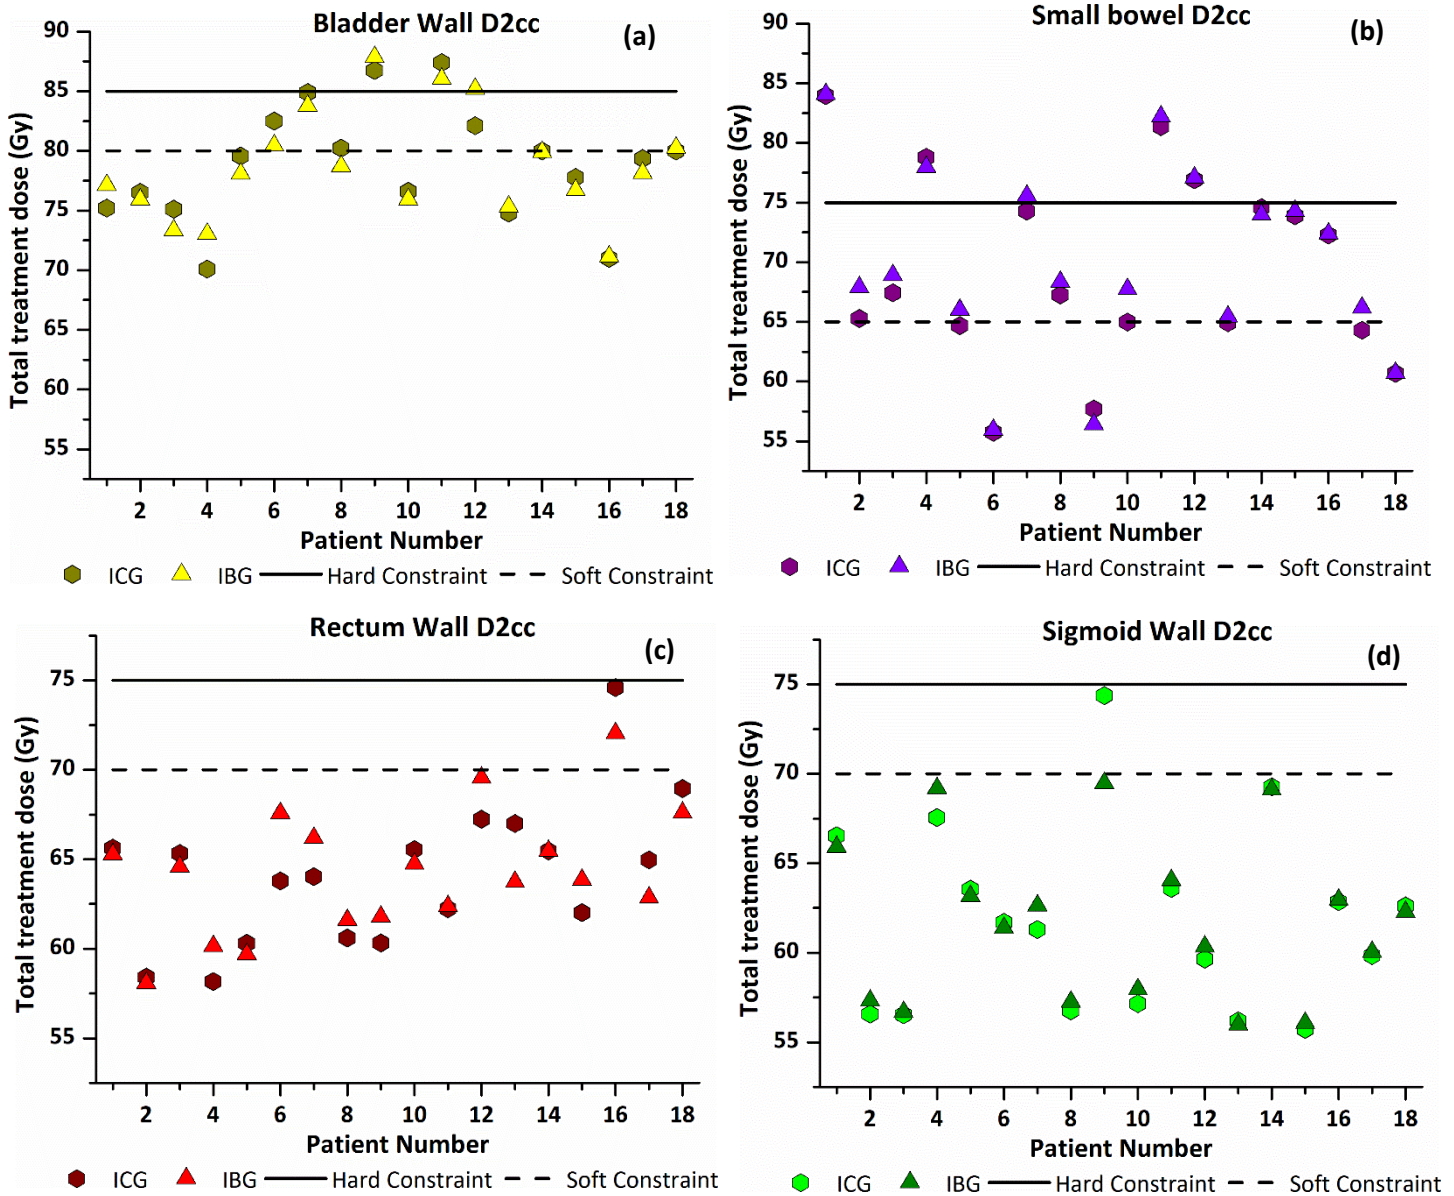 Bladder Wall D2cc
(a)
Total treatment dose (Gy)
90
85
80
75
70
65
60
55
2 4 6 8 10 12 14 16 18
Patient Number
ICG IBG Hard Constraint Soft Constraint
Small bowel D2cc
(b)
Total treatment dose (Gy)
90
85
80
75
70
65
60
55
2 4 6 8 10 12 14 16 18
Patient Number
ICG IBG Hard Constraint Soft Constraint
Rectum Wall D2cc
(c)
Total treatment dose (Gy)
75
70
65
60
55
2 4 6 8 10 12 14 16 18
Patient Number
ICG IBG Hard Constraint Soft Constraint
Sigmoid Wall D2cc
(d)
Total treatment dose (Gy)
75
70
65
60
55
2 4 6 8 10 12 14 16 18
Patient Number
ICG IBG Hard Constraint Soft Constraint